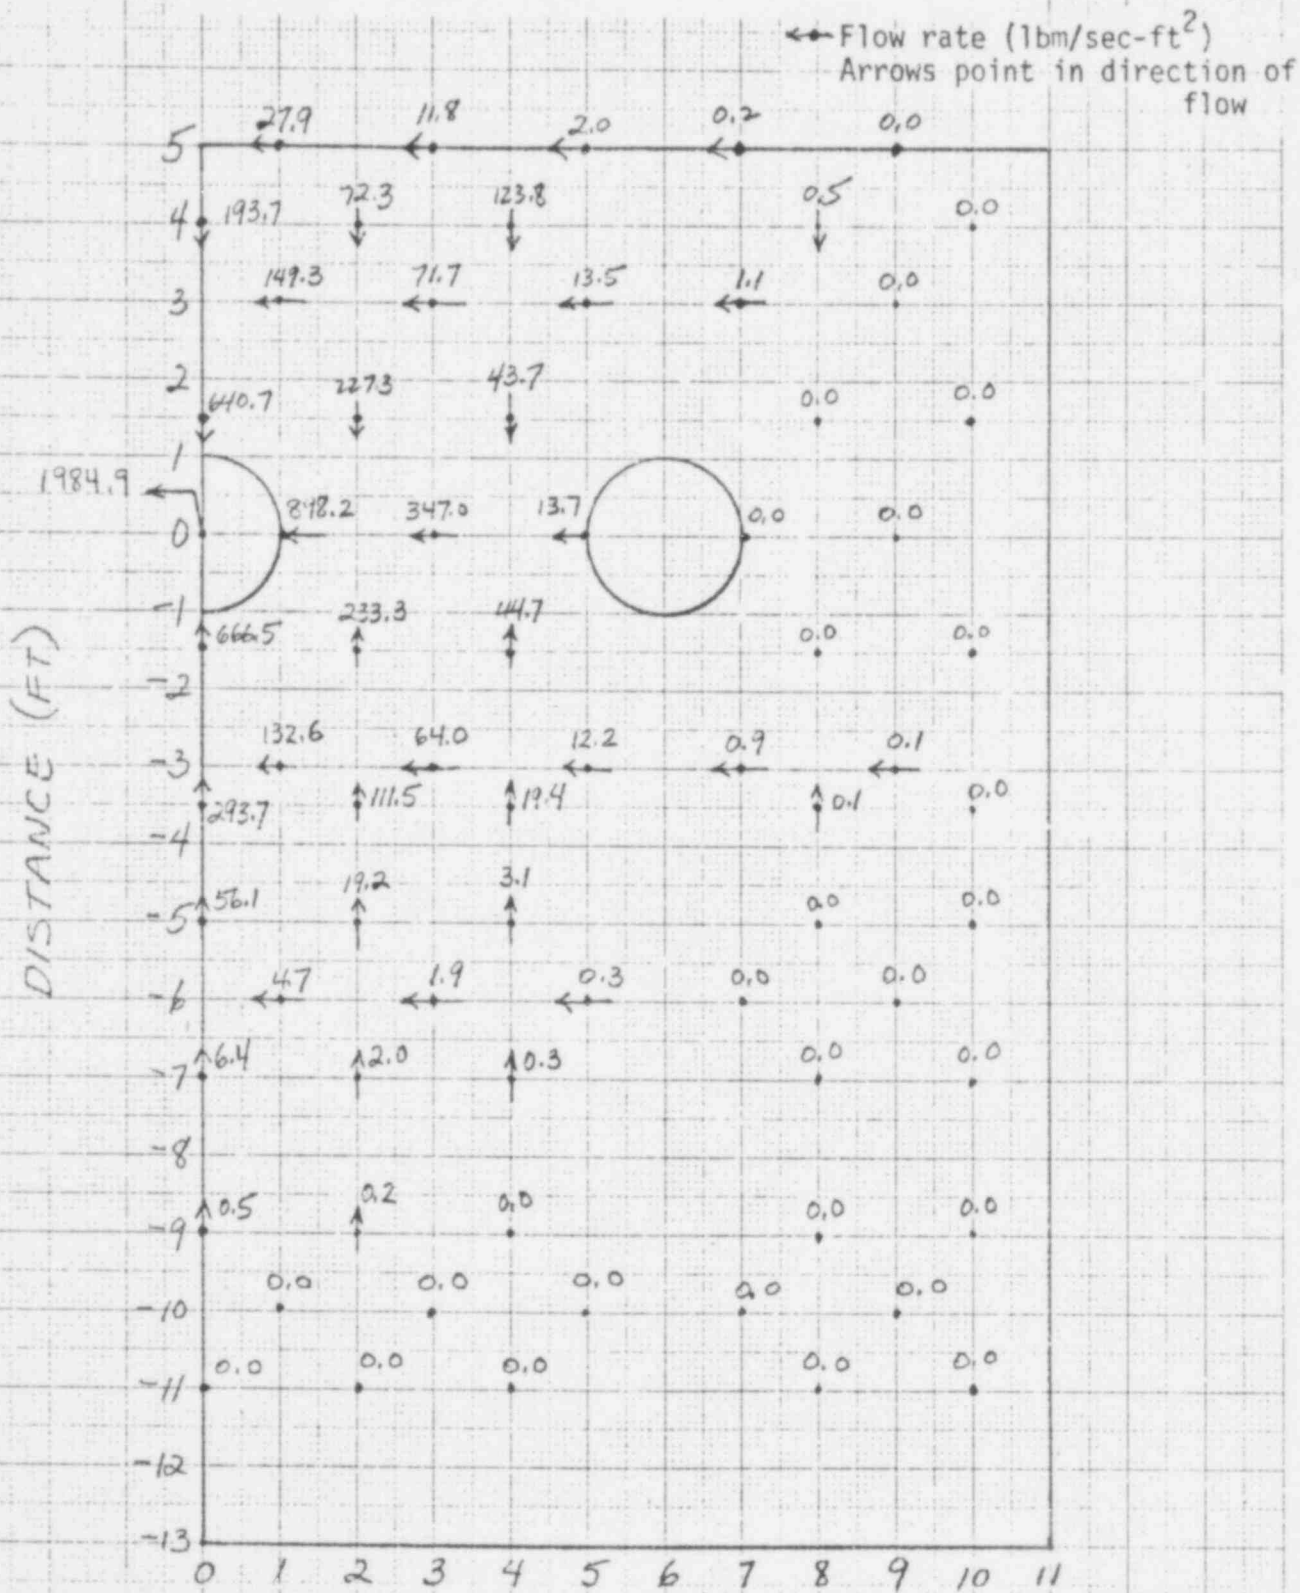 Flow rate (lbm/sec-ft2)
Arrows point in direction of
flow
27.9 11.8 2.0 0.2 0.0
5
72.3 123.8 0.5
4 193.7 0.0
149.3 71.7 13.5 1.1 0.0
3
2 227.3 43.7
640.7 0.0 0.0
1
1984.9
898.2 347.0 13.7 0.0 0.0
0
-1 233.3 44.7
666.5 0.0 0.0
-2
132.6 64.0 12.2 0.9 0.1
-3
293.7 111.5 19.4 0.1 0.0
-4
19.2 3.1
-5 56.1 0.0 0.0
4.7 1.9 0.3 0.0 0.0
-6
6.4 2.0 0.3 0.0 0.0
-7
-8
0.5 0.2 0.0 0.0 0.0
-9
0.0 0.0 0.0 0.0 0.0
-10
0.0 0.0 0.0 0.0 0.0
-11
-12
-13
0 1 2 3 4 5 6 7 8 9 10 11
DISTANCE (FT)